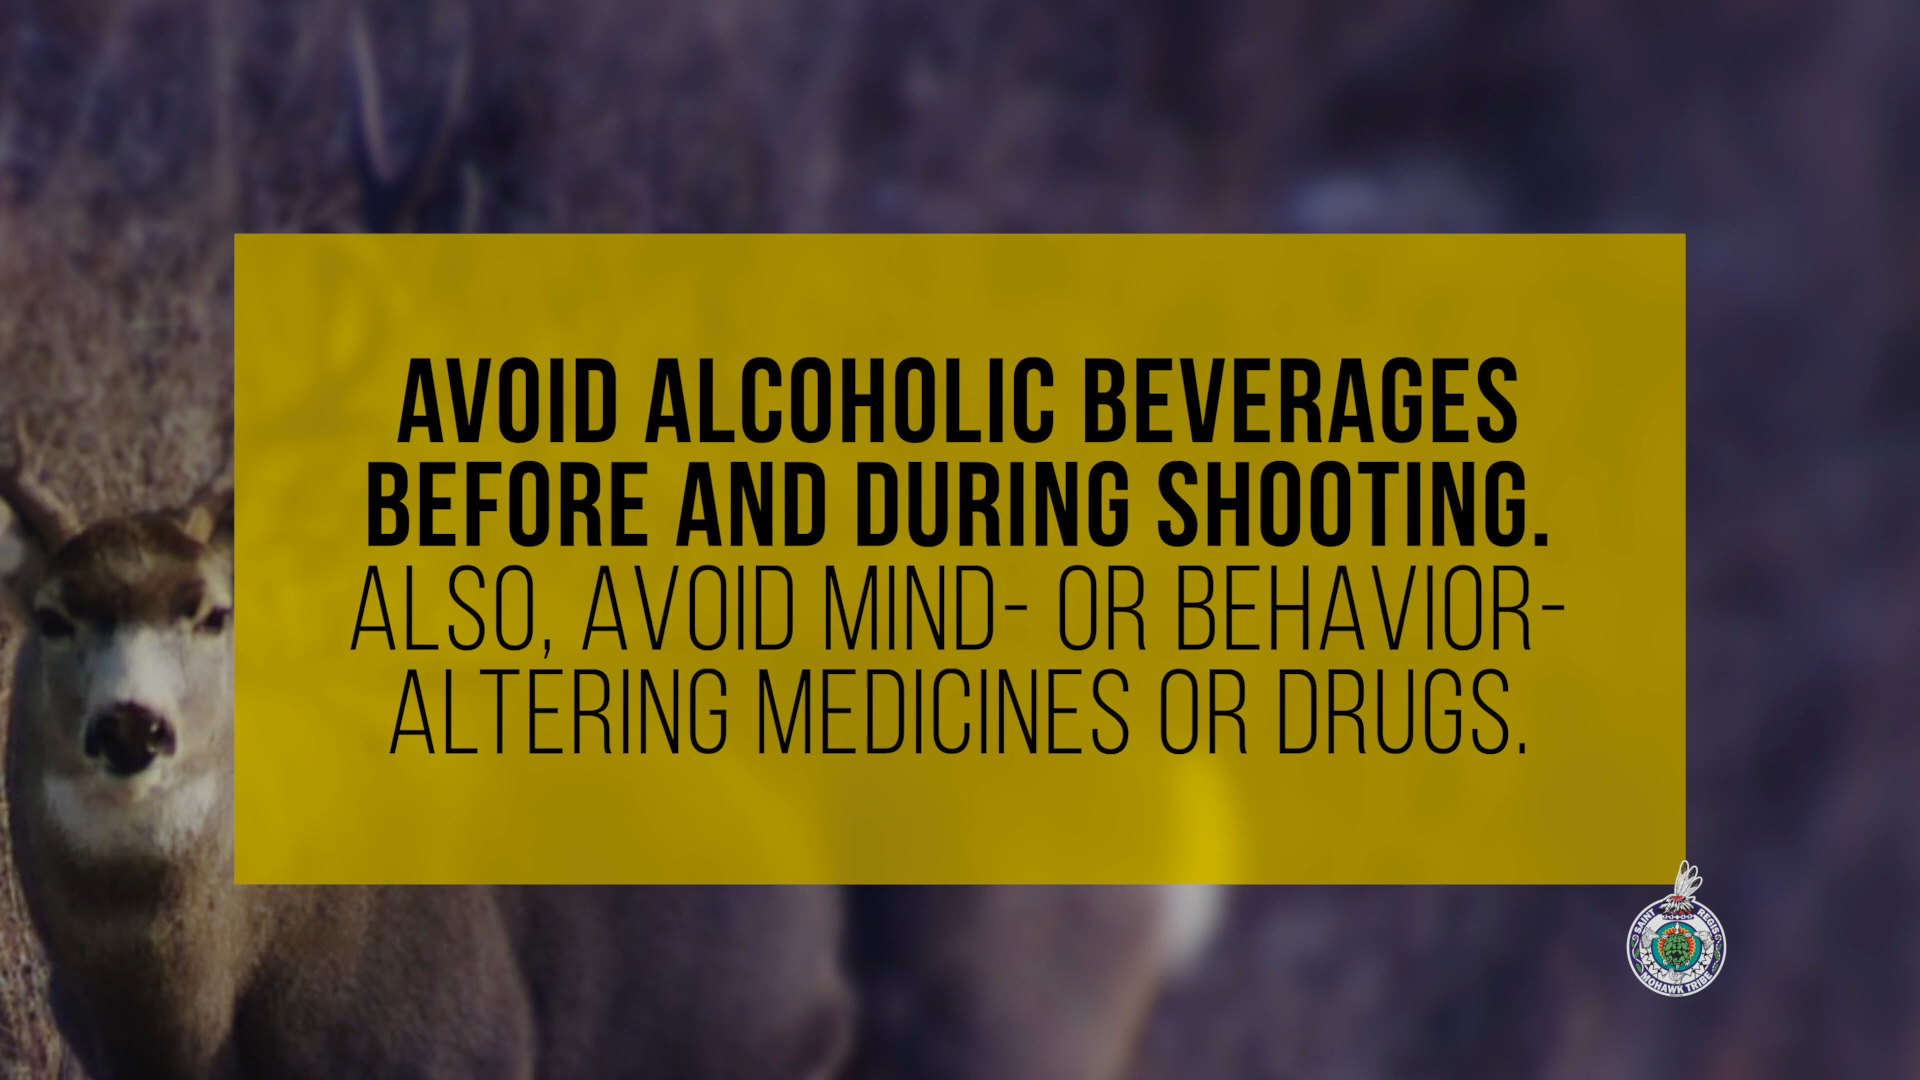 AVOID ALCOHOLIC BEVERAGES
BEFORE AND DURING SHOOTING.
ALSO, AVOID MIND- OR BEHAVIOR-
ALTERING MEDICINES OR DRUGS.
SAINT REGIS
MOHAWK TRIBE